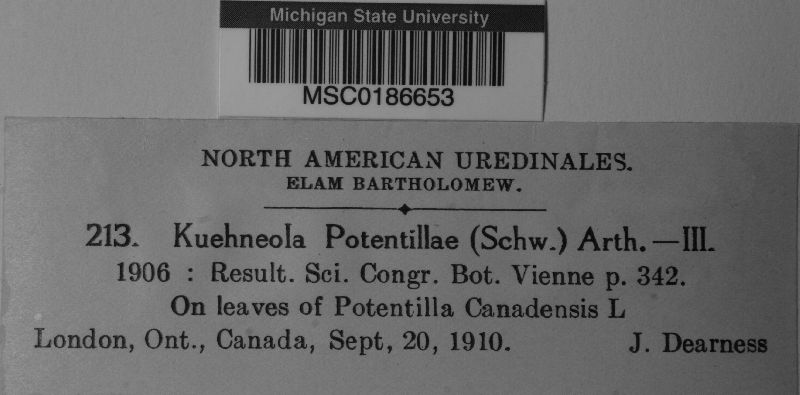 Michigan State University
MSC0186653
NORTH AMERICAN UREDINALES.
ELAM BARTHOLOMEW.
213. Kuehneola Potentillae (Schw.) Arth.—III.
1906 : Result. Sci. Congr. Bot. Vienne p. 342.
On leaves of Potentilla Canadensis L
London, Ont., Canada, Sept, 20, 1910. J. Dearness